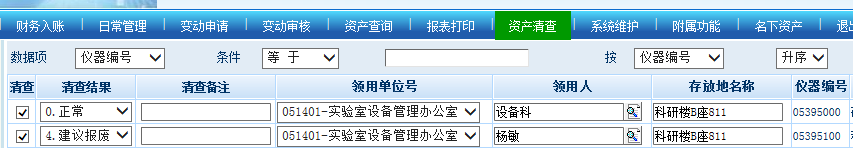 财务入账 日常管理 变动申请 变动审核 资产查询 报表打印 资产清查 系统维护 附属功能 名下资产
数据项 仪器编号 条件 等 于 按 仪器编号 升序
清查 清查结果 清查备注 领用单位号 领用人 存放地名称 仪器编号
0.正常 051401-实验室设备管理办公室 设备科 科研楼B座811 05395000
4.建议报废 051401-实验室设备管理办公室 杨敏 科研楼B座811 05395100